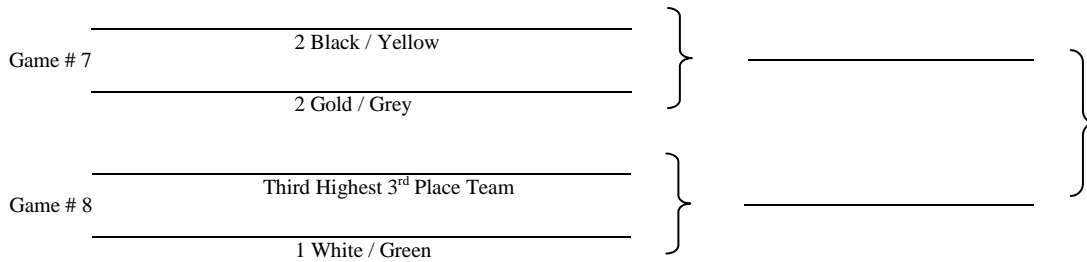 2 Black / Yellow
Game # 7
2 Gold / Grey
Third Highest 3rd Place Team
Game # 8
1 White / Green